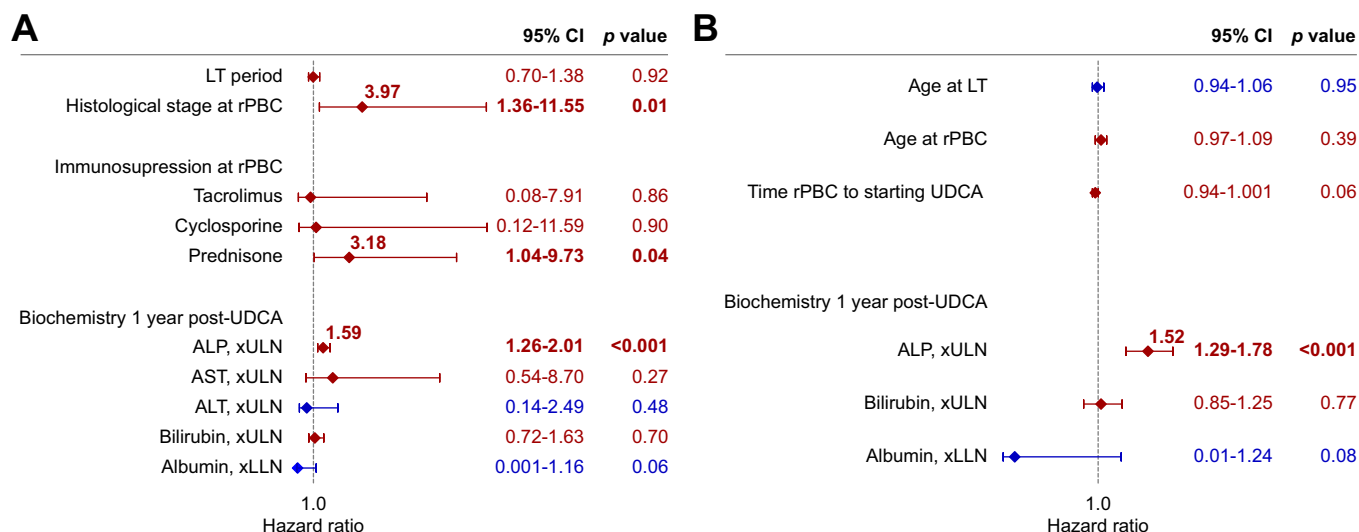 A
95% CI p value
LT period 0.70-1.38 0.92
Histological stage at rPBC 3.97 1.36-11.55 0.01
Immunosupression at rPBC
Tacrolimus 0.08-7.91 0.86
Cyclosporine 0.12-11.59 0.90
Prednisone 3.18 1.04-9.73 0.04
Biochemistry 1 year post-UDCA
ALP, xULN 1.59 1.26-2.01 <0.001
AST, xULN 0.54-8.70 0.27
ALT, xULN 0.14-2.49 0.48
Bilirubin, xULN 0.72-1.63 0.70
Albumin, xLLN 0.001-1.16 0.06
1.0
Hazard ratio
B
95% CI p value
Age at LT 0.94-1.06 0.95
Age at rPBC 0.97-1.09 0.39
Time rPBC to starting UDCA 0.94-1.001 0.06
Biochemistry 1 year post-UDCA
ALP, xULN 1.52 1.29-1.78 <0.001
Bilirubin, xULN 0.85-1.25 0.77
Albumin, xLLN 0.01-1.24 0.08
1.0
Hazard ratio